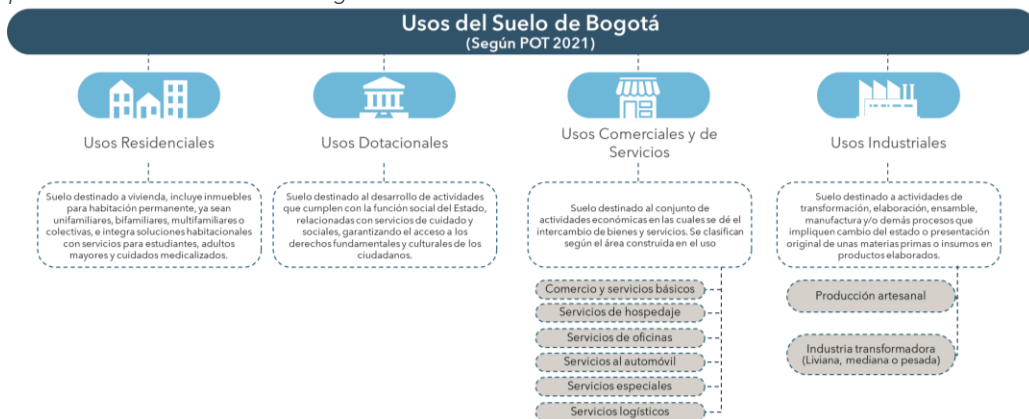 Usos del Suelo de Bogotá
(Según POT 2021)
Usos Residenciales
Suelo destinado a vivienda, incluye inmuebles
para habitación permanente, ya sean
unifamiliares, bifamiliares, multifamiliares o
colectivas, e integra soluciones habitacionales
con servicios para estudiantes, adultos
mayores y cuidados medicalizados.
Usos Dotacionales
Suelo destinado al desarrollo de actividades
que cumplen con la función social del Estado,
relacionadas con servicios de cuidado y
sociales, garantizando el acceso a los
derechos fundamentales y culturales de los
ciudadanos.
Usos Comerciales y de
Servicios
Suelo destinado al conjunto de
actividades económicas en las cuales se dé el
intercambio de bienes y servicios. Se clasifican
según el área construida en el uso
Comercio y servicios básicos
Servicios de hospedaje
Servicios de oficinas
Servicios al automóvil
Servicios especiales
Servicios logísticos
Usos Industriales
Suelo destinado a actividades de
transformación, elaboración, ensamble,
manufactura y/o demás procesos que
impliquen cambio del estado o presentación
original de unas materias primas o insumos en
productos elaborados.
Producción artesanal
Industria transformadora
(Liviana, mediana o pesada)